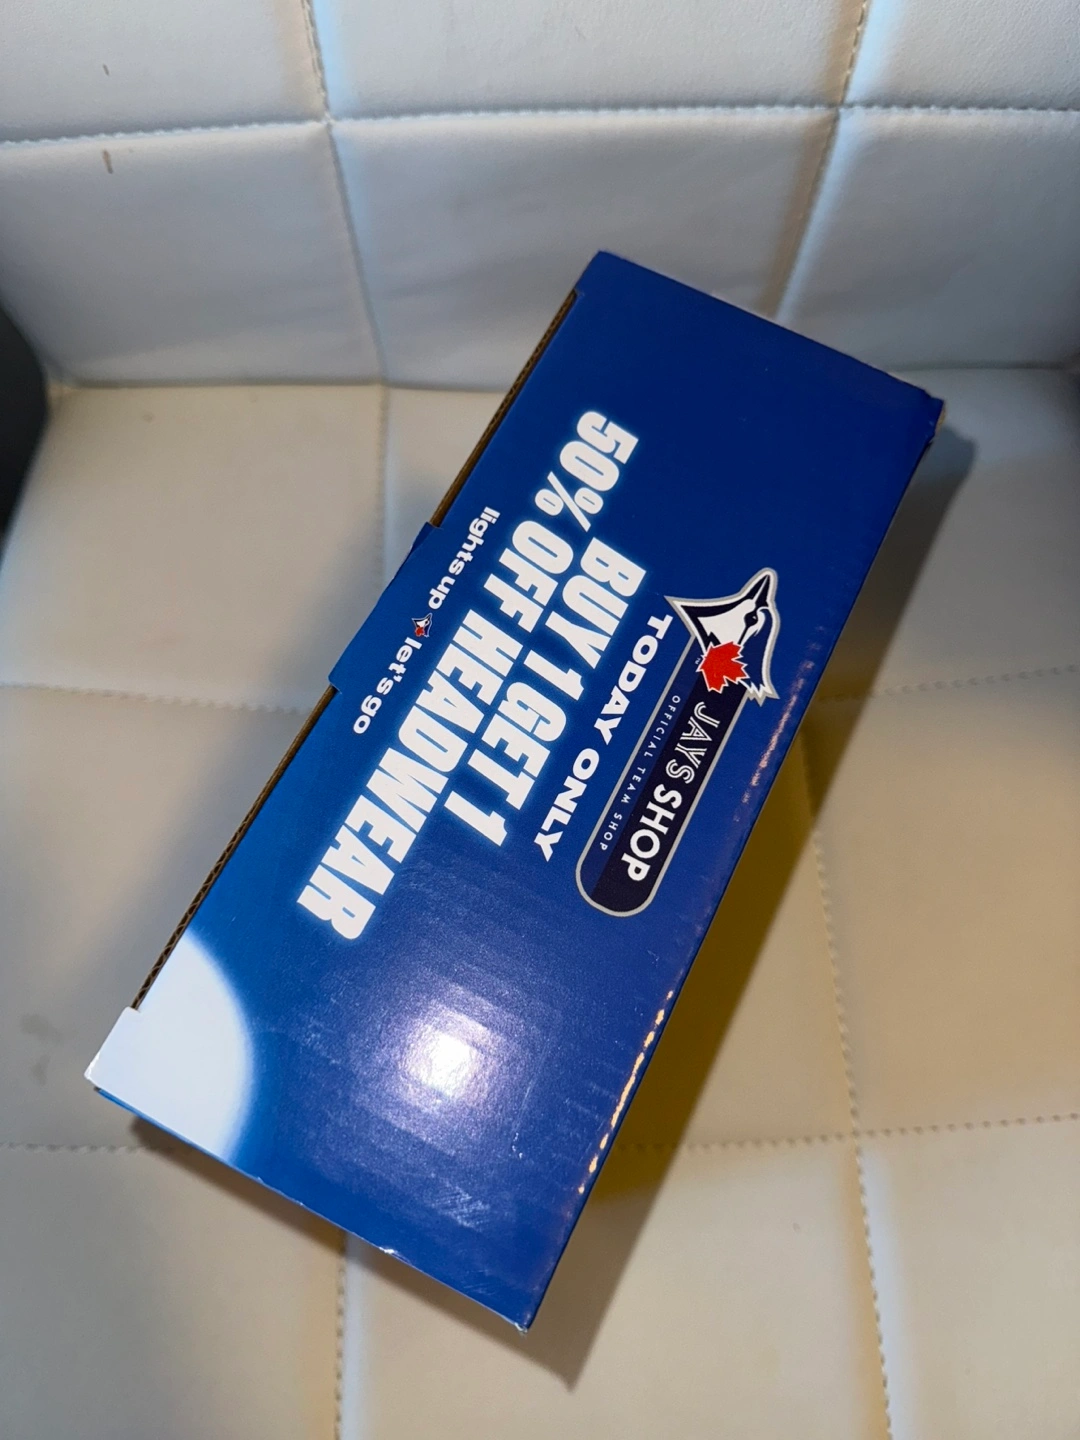 JAYS SHOP
OFFICIAL TEAM SHOP
TODAY ONLY
BUY 1 GET 1
50% OFF HEADWEAR
lights up let's go